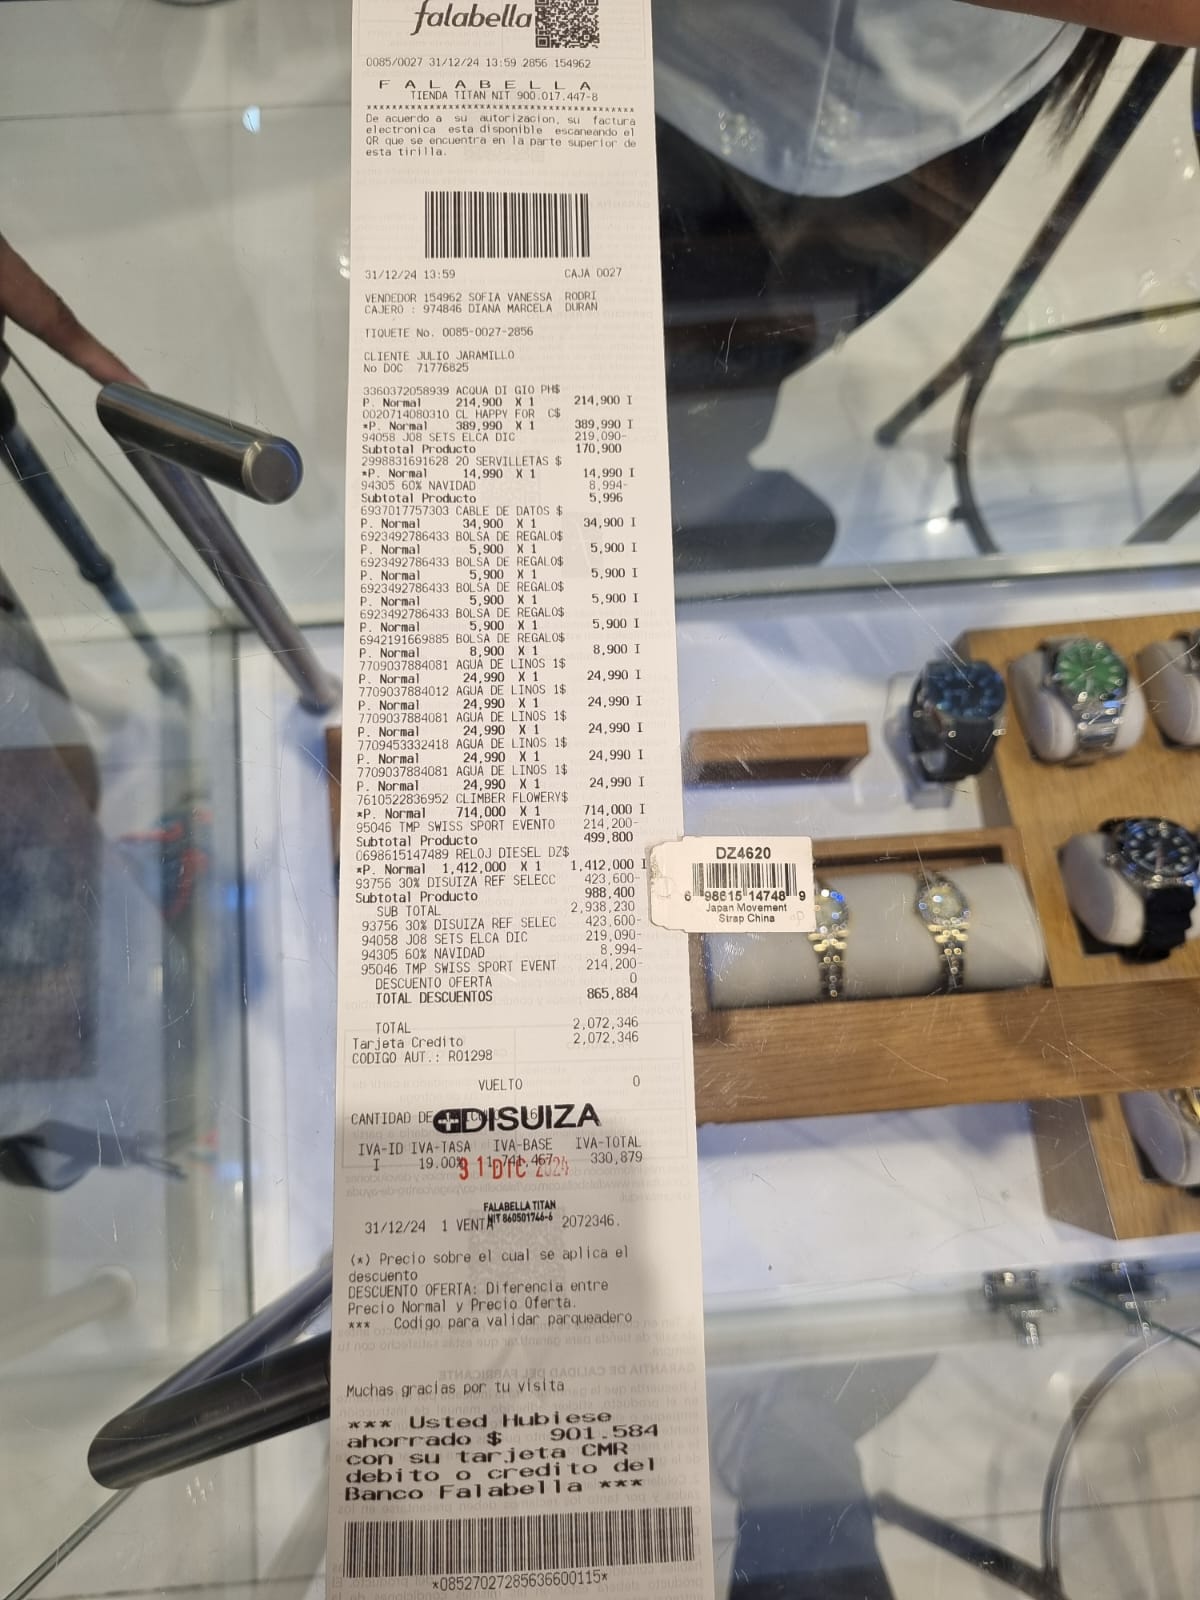 falabella
0085/0027 31/12/24 13:59 2856 154962
F A L A B E L L A
TIENDA TITAN NIT 900.017.447-8
De acuerdo a su autorizacion, su factura
electronica esta disponible escaneando el
QR que se encuentra en la parte superior de
esta tirilla.
31/12/24 13:59 CAJA 0027
VENDEDOR 154962 SOFIA VANESSA RODRI
CAJERO : 974846 DIANA MARCELA DURAN
TIQUETE No. 0085-0027-2856
CLIENTE JULIO JARAMILLO
No DOC 71776825
3360372058939 ACQUA DI GIO PH$
P. Normal 214,900 X 1 214,900 I
0020714080310 CL HAPPY FOR C$
*P. Normal 389,990 X 1 389,990 I
94058 J08 SETS ELCA DIC 219,090-
Subtotal Producto 170,900
2998831691628 20 SERVILLETAS $
*P. Normal 14,990 X 1 14,990 I
94305 60% NAVIDAD 8,994-
Subtotal Producto 5,996
6937017757303 CABLE DE DATOS $
P. Normal 34,900 X 1 34,900 I
6923492786433 BOLSA DE REGALO$
P. Normal 5,900 X 1 5,900 I
6923492786433 BOLSA DE REGALO$
P. Normal 5,900 X 1 5,900 I
6923492786433 BOLSA DE REGALO$
P. Normal 5,900 X 1 5,900 I
6923492786433 BOLSA DE REGALO$
P. Normal 5,900 X 1 5,900 I
6942191669885 BOLSA DE REGALO$
P. Normal 8,900 X 1 8,900 I
7709037884081 AGUA DE LINOS 1$
P. Normal 24,990 X 1 24,990 I
7709037884012 AGUA DE LINOS 1$
P. Normal 24,990 X 1 24,990 I
7709037884081 AGUA DE LINOS 1$
P. Normal 24,990 X 1 24,990 I
7709453332418 AGUA DE LINOS 1$
P. Normal 24,990 X 1 24,990 I
7709037884081 AGUA DE LINOS 1$
P. Normal 24,990 X 1 24,990 I
7610522836952 CLIMBER FLOWERY$
*P. Normal 714,000 X 1 714,000 I
95046 TMP SWISS SPORT EVENTO 214,200-
Subtotal Producto 499,800
0698615147489 RELOJ DIESEL DZ$
*P. Normal 1,412,000 X 1 1,412,000 I
93756 30% DISUIZA REF SELECC 423,600-
Subtotal Producto 988,400
SUB TOTAL 2,938,230
93756 30% DISUIZA REF SELEC 423,600-
94058 J08 SETS ELCA DIC 219,090-
94305 60% NAVIDAD 8,994-
95046 TMP SWISS SPORT EVENT 214,200-
DESCUENTO OFERTA 0
TOTAL DESCUENTOS 865,884
TOTAL 2,072,346
Tarjeta Credito 2,072,346
CODIGO AUT.: R01298
VUELTO 0
CANTIDAD DE
DISUIZA
IVA-ID IVA-TASA IVA-BASE IVA-TOTAL
I 19.00% 1,741,467 330,879
31 DIC 2024
FALABELLA TITAN
NIT 860501746-6
31/12/24 1 VENTA 2072346.
(*) Precio sobre el cual se aplica el
descuento
DESCUENTO OFERTA: Diferencia entre
Precio Normal y Precio Oferta.
*** Codigo para validar parqueadero
Muchas gracias por tu visita
*** Usted Hubiese
ahorrado $ 901.584
con su tarjeta CMR
debito o credito del
Banco Falabella ***
*08527027285636600115*
DZ4620
6 98615 14748 9
Japan Movement
Strap China